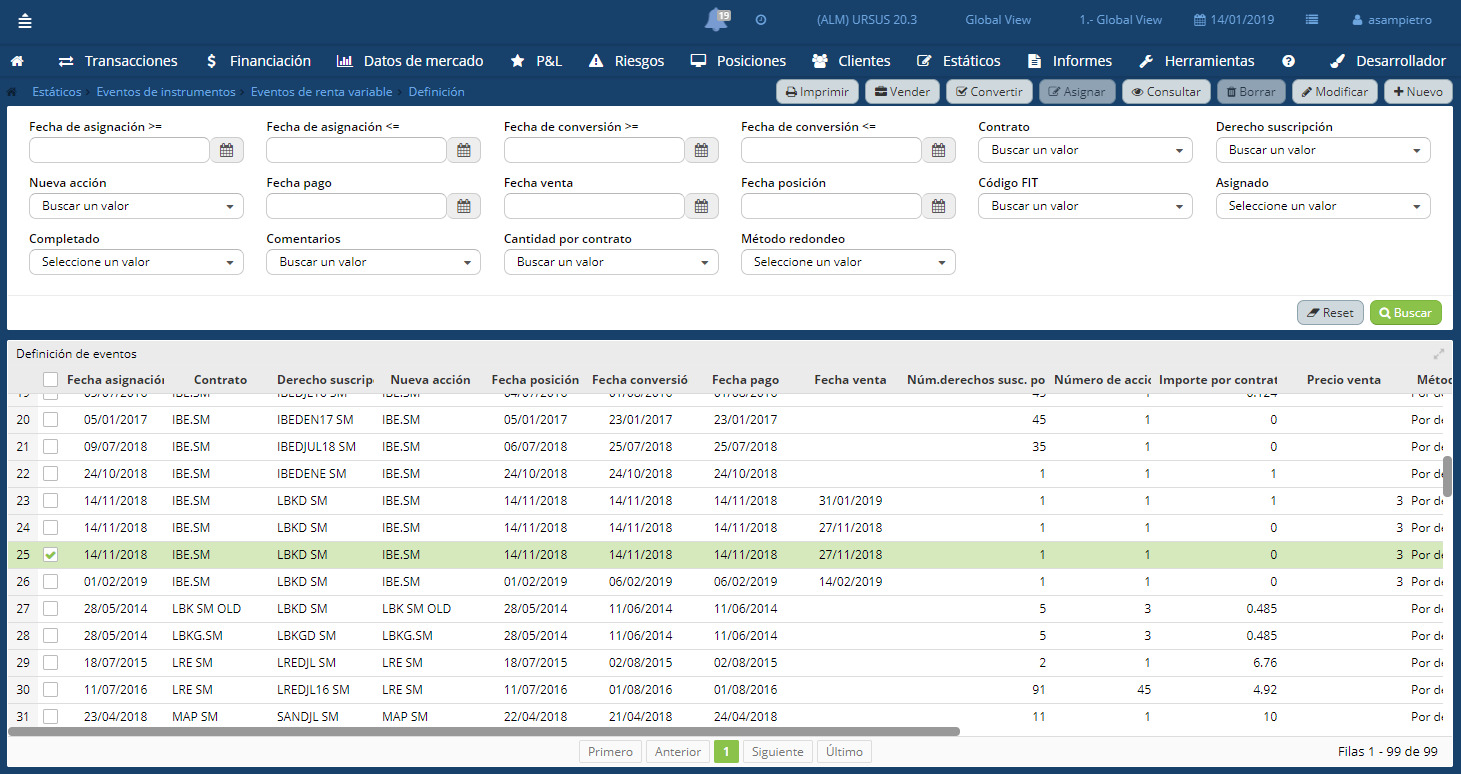 19 (ALM) URSUS 20.3 Global View 1.- Global View 14/01/2019 asampietro
Transacciones $ Financiación Datos de mercado P&L Riesgos Posiciones Clientes Estáticos Informes Herramientas ? Desarrollador
Estáticos › Eventos de instrumentos › Eventos de renta variable › Definición Imprimir Vender Convertir Asignar Consultar Borrar Modificar Nuevo
Fecha de asignación >= Fecha de asignación <= Fecha de conversión >= Fecha de conversión <= Contrato Derecho suscripción
Buscar un valor Buscar un valor
Nueva acción Fecha pago Fecha venta Fecha posición Código FIT Asignado
Buscar un valor Buscar un valor Seleccione un valor
Completado Comentarios Cantidad por contrato Método redondeo
Seleccione un valor Buscar un valor Buscar un valor Seleccione un valor
Reset Buscar
Definición de eventos
Fecha asignación Contrato Derecho suscrip Nueva acción Fecha posición Fecha conversió Fecha pago Fecha venta Núm.derechos susc. po Número de accio Importe por contrat Precio venta Métod
20 05/01/2017 IBE.SM IBEDEN17 SM IBE.SM 05/01/2017 23/01/2017 23/01/2017 45 1 0 Por de
21 09/07/2018 IBE.SM IBEDJUL18 SM IBE.SM 06/07/2018 25/07/2018 25/07/2018 35 1 0 Por de
22 24/10/2018 IBE.SM IBEDENE SM IBE.SM 24/10/2018 24/10/2018 24/10/2018 1 1 1 Por de
23 14/11/2018 IBE.SM LBKD SM IBE.SM 14/11/2018 14/11/2018 14/11/2018 31/01/2019 1 1 1 3 Por de
24 14/11/2018 IBE.SM LBKD SM IBE.SM 14/11/2018 14/11/2018 14/11/2018 27/11/2018 1 1 0 3 Por de
25 14/11/2018 IBE.SM LBKD SM IBE.SM 14/11/2018 14/11/2018 14/11/2018 27/11/2018 1 1 0 3 Por de
26 01/02/2019 IBE.SM LBKD SM IBE.SM 01/02/2019 06/02/2019 06/02/2019 14/02/2019 1 1 0 3 Por de
27 28/05/2014 LBK SM OLD LBKD SM LBK SM OLD 28/05/2014 11/06/2014 11/06/2014 5 3 0.485 Por de
28 28/05/2014 LBKG.SM LBKGD SM LBKG.SM 28/05/2014 11/06/2014 11/06/2014 5 3 0.485 Por de
29 18/07/2015 LRE SM LREDJL SM LRE SM 18/07/2015 02/08/2015 02/08/2015 2 1 6.76 Por de
30 11/07/2016 LRE SM LREDJL16 SM LRE SM 11/07/2016 01/08/2016 01/08/2016 91 45 4.92 Por de
31 23/04/2018 MAP SM SANDJL SM MAP SM 22/04/2018 21/04/2018 24/04/2018 11 1 10 Por de
Primero Anterior 1 Siguiente Último Filas 1 - 99 de 99